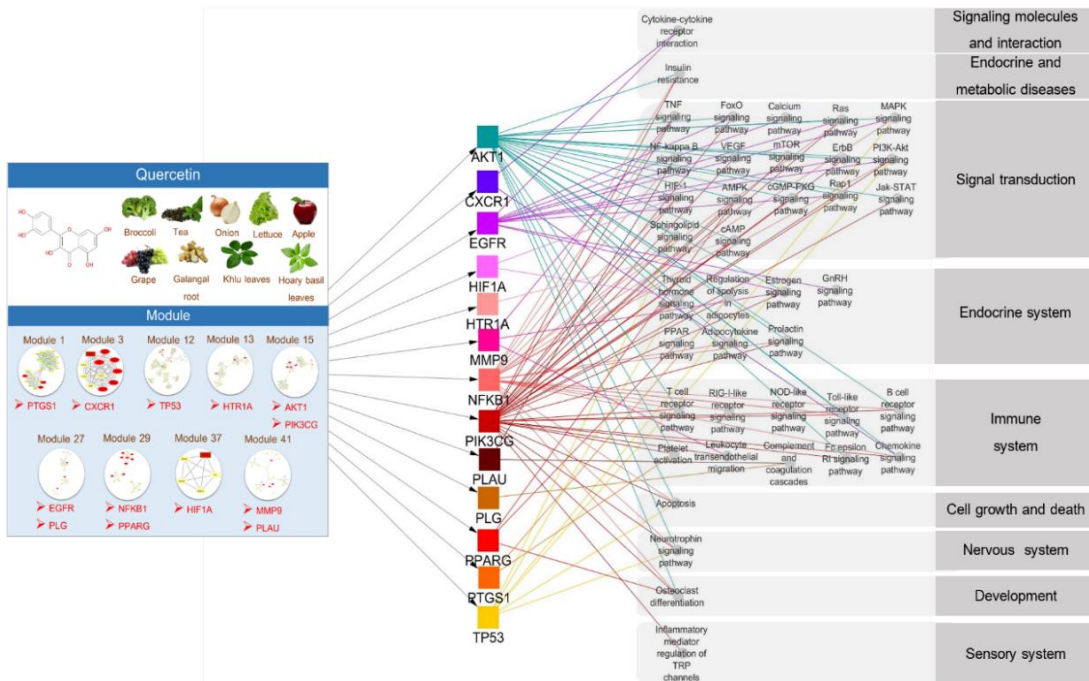 Quercetin
HO
OH
OH
HO
O
OH
OH
O
Broccoli
Tea
Onion
Lettuce
Apple
Grape
Galangal
root
Khlu leaves
Hoary basil
leaves
Module
Module 1
Module 3
Module 12
Module 13
Module 15
PTGS1
CXCR1
TP53
HTR1A
AKT1
PIK3CG
Module 27
Module 29
Module 37
Module 41
EGFR
PLG
NFKB1
PPARG
HIF1A
MMP9
PLAU
AKT1
CXCR1
EGFR
HIF1A
HTR1A
MMP9
NFKB1
PIK3CG
PLAU
PLG
PPARG
PTGS1
TP53
Cytokine-cytokine
receptor
interaction
Signaling molecules
and interaction
Insulin
resistance
Endocrine and
metabolic diseases
TNF
signaling
pathway
FoxO
signaling
pathway
Calcium
signaling
pathway
Ras
signaling
pathway
MAPK
signaling
pathway
NF-kappa B
signaling
pathway
VEGF
signaling
pathway
mTOR
signaling
pathway
ErbB
signaling
pathway
PI3K-Akt
signaling
pathway
HIF-1
signaling
pathway
AMPK
signaling
pathway
cGMP-PKG
signaling
pathway
Rap1
signaling
pathway
Jak-STAT
signaling
pathway
Sphingolipid
signaling
pathway
cAMP
signaling
pathway
Signal transduction
Thyroid
hormone
signaling
pathway
Regulation
of lipolysis
in
adipocytes
Estrogen
signaling
pathway
GnRH
signaling
pathway
PPAR
signaling
pathway
Adipocytokine
signaling
pathway
Prolactin
signaling
pathway
Endocrine system
T cell
receptor
signaling
pathway
RIG-I-like
receptor
signaling
pathway
NOD-like
receptor
signaling
pathway
Toll-like
receptor
signaling
pathway
B cell
receptor
signaling
pathway
Platelet
activation
Leukocyte
transendothelial
migration
Complement
and
coagulation
cascades
Fc epsilon
RI signaling
pathway
Chemokine
signaling
pathway
Immune
system
Apoptosis
Cell growth and death
Neurotrophin
signaling
pathway
Nervous system
Osteoclast
differentiation
Development
Inflammatory
mediator
regulation of
TRP
channels
Sensory system